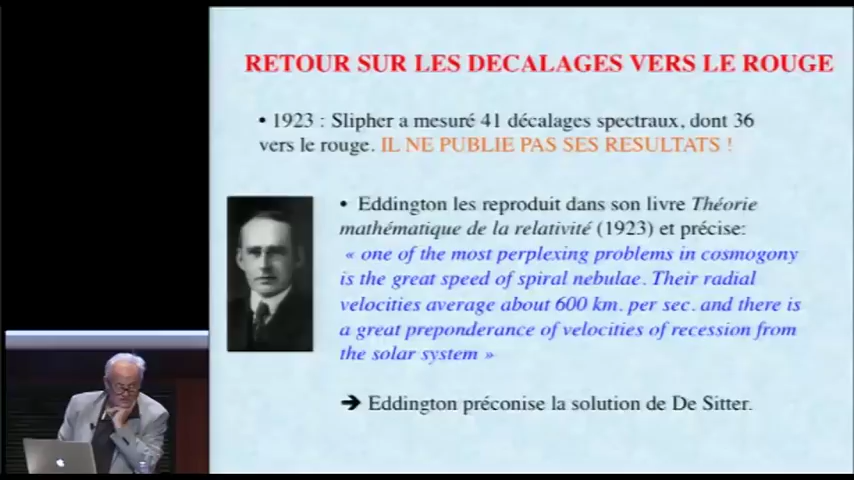 RETOUR SUR LES DECALAGES VERS LE ROUGE
• 1923 : Slipher a mesuré 41 décalages spectraux, dont 36
vers le rouge. IL NE PUBLIE PAS SES RESULTATS !
• Eddington les reproduit dans son livre Théorie
mathématique de la relativité (1923) et précise:
« one of the most perplexing problems in cosmogony
is the great speed of spiral nebulae. Their radial
velocities average about 600 km. per sec. and there is
a great preponderance of velocities of recession from
the solar system »
➔ Eddington préconise la solution de De Sitter.